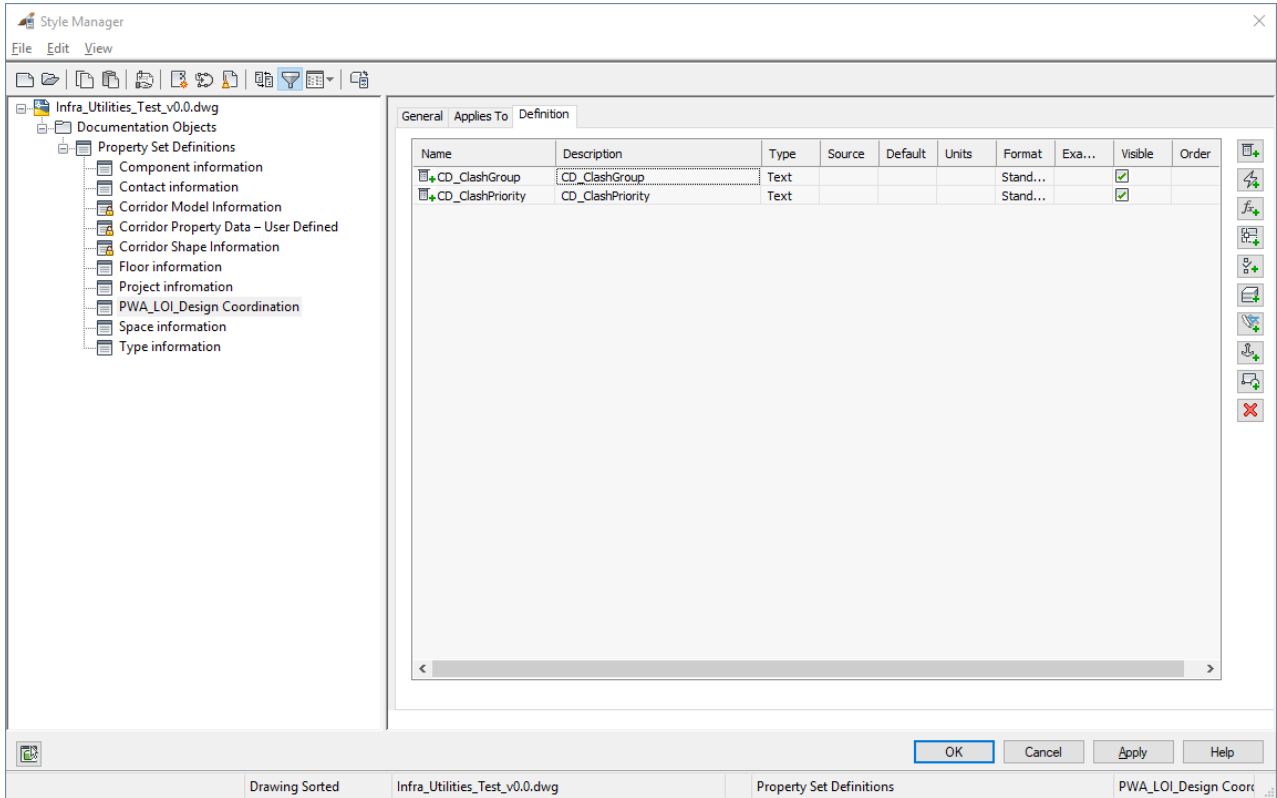 Style Manager
File Edit View
Infra_Utilities_Test_v0.0.dwg
Documentation Objects
Property Set Definitions
Component information
Contact information
Corridor Model Information
Corridor Property Data – User Defined
Corridor Shape Information
Floor information
Project infromation
PWA_LOI_Design Coordination
Space information
Type information
General Applies To Definition
Name Description Type Source Default Units Format Exa... Visible Order
CD_ClashGroup CD_ClashGroup Text Stand...
CD_ClashPriority CD_ClashPriority Text Stand...
OK Cancel Apply Help
Drawing Sorted Infra_Utilities_Test_v0.0.dwg Property Set Definitions PWA_LOI_Design Coord